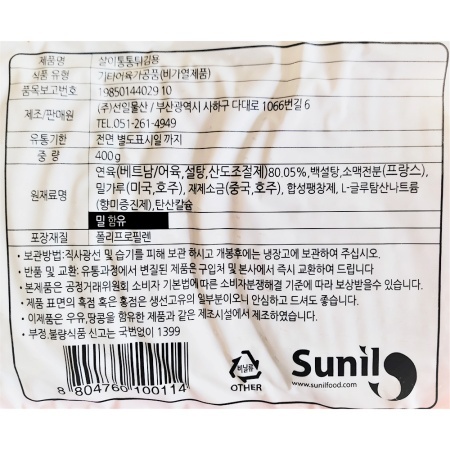 제품명 살이통통튀김용
식품 유형 기타어육가공품(비가열제품)
품목보고번호 19850144029 10
제조/판매원 (주)선일물산 / 부산광역시 사하구 다대로 1066번길 6
TEL.051-261-4949
유통기한 전면 별도표시일 까지
중 량 400g
원재료명 연육(베트남/어육,설탕,산도조절제)80.05%,백설탕,소맥전분(프랑스),
밀가루(미국,호주), 재제소금(중국,호주), 합성팽창제, L-글루탐산나트륨
(향미증진제),탄산칼슘
밀 함유
포장재질 폴리프로필렌
• 보관방법:직사광선 및 습기를 피해 보관 하시고 개봉후에는 냉장고에 보관하여 주십시오.
• 반품 및 교환: 유통과정에서 변질된 제품은 구입처 및 본사에서 즉시 교환하여 드립니다
• 본제품은 공정거래위원회 소비자 기본법에 따른 소비자분쟁해결 기준에 따라 보상받을수 있습니다.
• 제품 표면의 흑점 혹은 홍점은 생선고유의 일부분이오니 안심하고 드셔도 좋습니다.
• 이제품은 우유,땅콩을 함유한 제품과 같은 제조시설에서 제조하였습니다.
• 부정,불량식품 신고는 국번없이 1399
8 804760 100114
비닐류
OTHER
Sunil
www.sunilfood.com